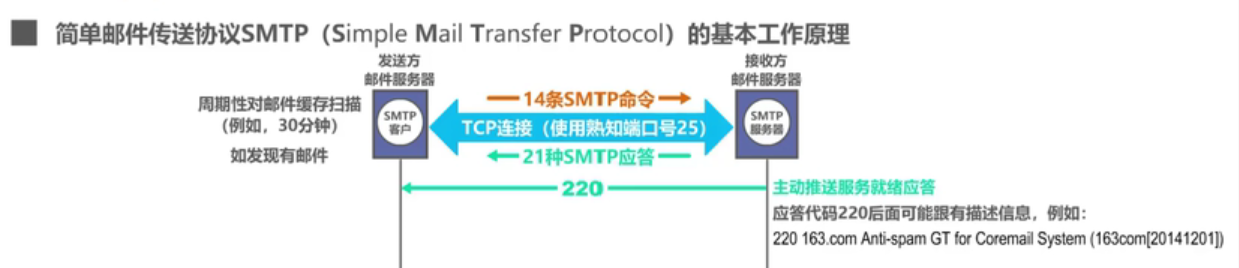 简单邮件传送协议SMTP（Simple Mail Transfer Protocol）的基本工作原理
发送方
邮件服务器
接收方
邮件服务器
周期性对邮件缓存扫描
（例如，30分钟）
如发现有邮件
SMTP
客户
14条SMTP命令
TCP连接（使用熟知端口号25）
21种SMTP应答
SMTP
服务器
220
主动推送服务就绪应答
应答代码220后面可能跟有描述信息，例如：
220 163.com Anti-spam GT for Coremail System (163com[20141201])